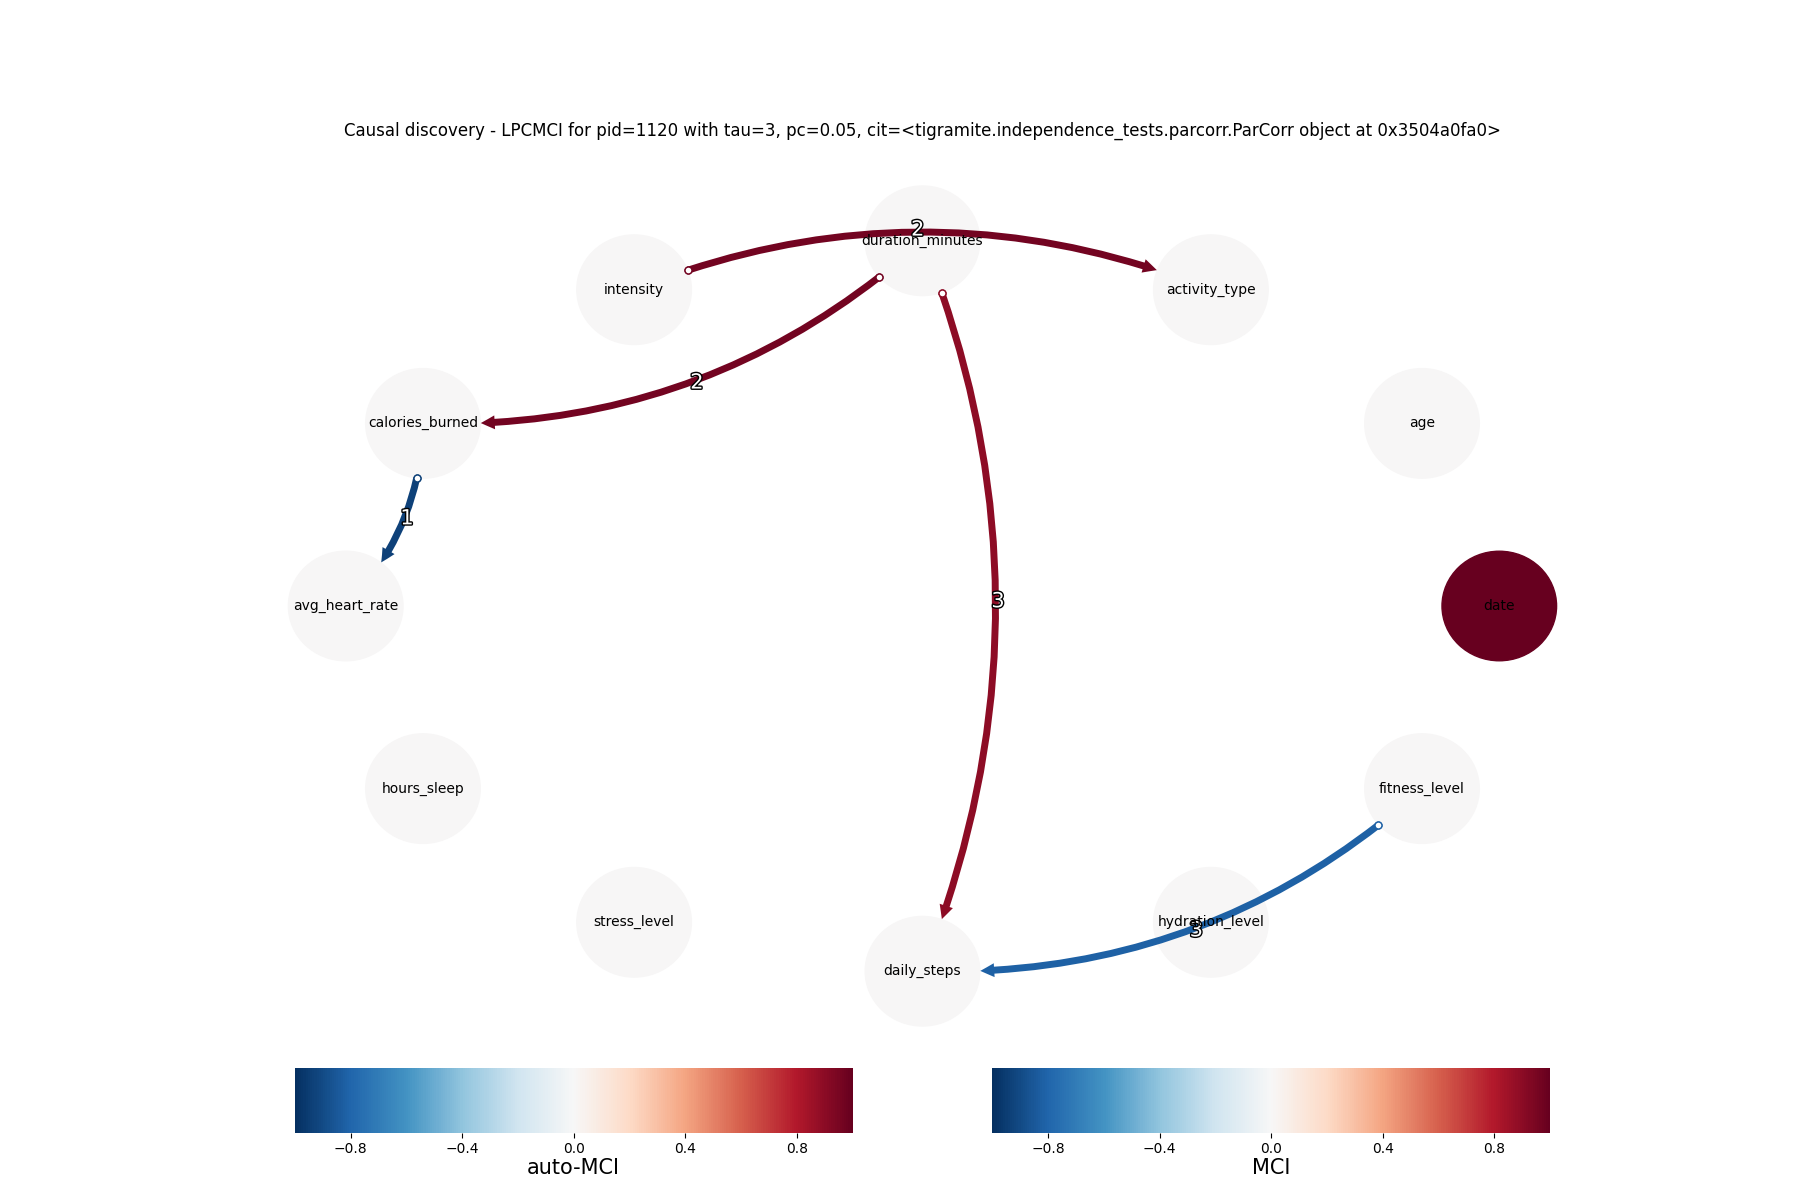 Causal discovery - LPCMCI for pid=1120 with tau=3, pc=0.05, cit=<tigramite.independence_tests.parcorr.ParCorr object at 0x3504a0fa0>
2
duration_minutes
intensity
activity_type
2
calories_burned
age
1
3
avg_heart_rate
date
hours_sleep
fitness_level
stress_level
hydration_level
3
daily_steps
−0.8 −0.4 0.0 0.4 0.8
auto-MCI
−0.8 −0.4 0.0 0.4 0.8
MCI